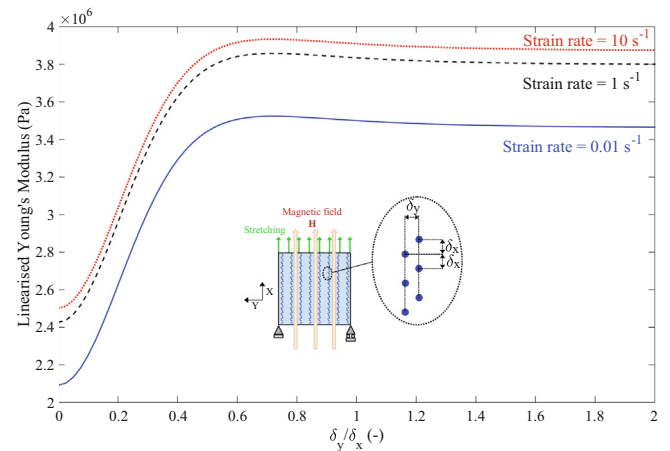 × 10⁶
4
3.8
3.6
3.4
3.2
3
2.8
2.6
2.4
2.2
2
Linearised Young's Modulus (Pa)
Strain rate = 10 s⁻¹
Strain rate = 1 s⁻¹
Strain rate = 0.01 s⁻¹
Magnetic field
H
Stretching
X
Y
δy
δx
δx
0 0.2 0.4 0.6 0.8 1 1.2 1.4 1.6 1.8 2
δy/δx (-)